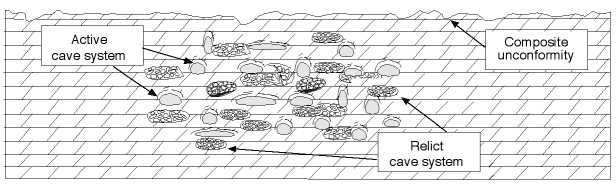 Active
cave system
Composite
unconformity
Relict
cave system